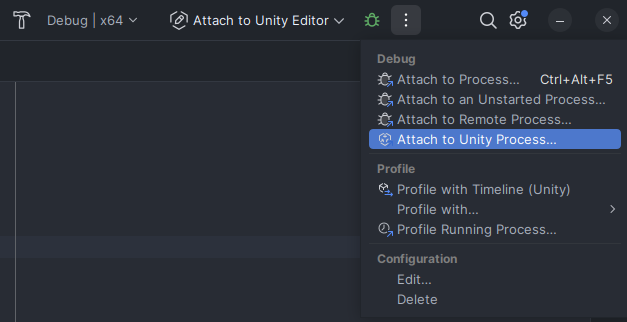 Debug | x64
Attach to Unity Editor
Debug
Attach to Process... Ctrl+Alt+F5
Attach to an Unstarted Process...
Attach to Remote Process...
Attach to Unity Process...
Profile
Profile with Timeline (Unity)
Profile with...
Profile Running Process...
Configuration
Edit...
Delete